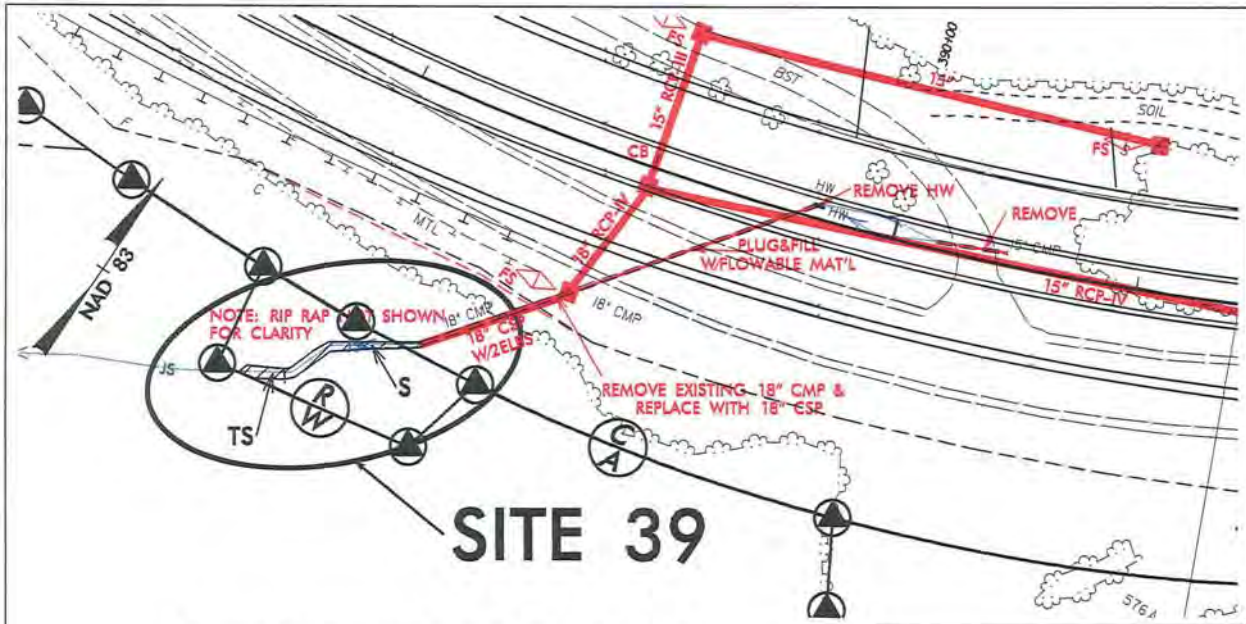 390+00
15"
BST
SOIL
15" RCP-III
FS
CB
HW
REMOVE HW
HW
REMOVE
15" CMP
F
C
MTL
18" RCP-IV
PLUG&FILL
W/FLOWABLE MAT'L
15" RCP-IV
NAD 83
NOTE: RIP RAP NOT SHOWN
FOR CLARITY
18" CMP
18" CSP
W/2ELBS
18" CMP
JS
S
REMOVE EXISTING 18" CMP &
REPLACE WITH 18" CSP
TS
R
W
C
A
SITE 39
576A